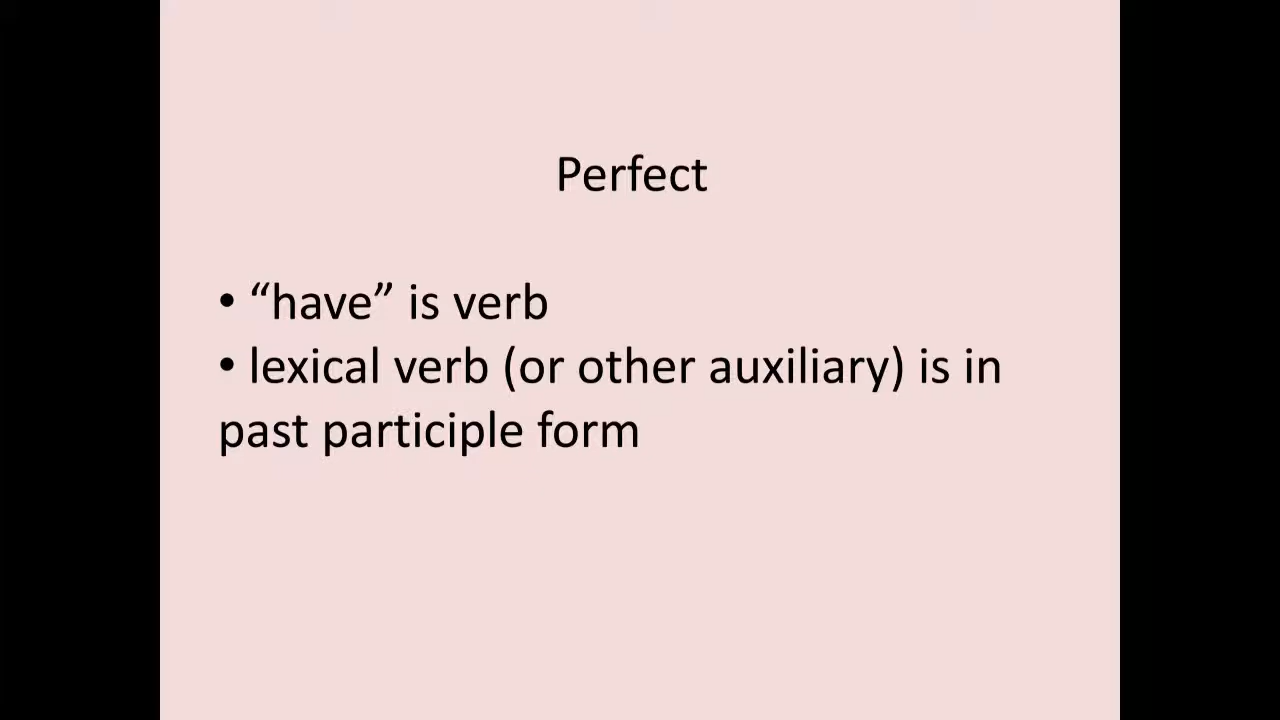 Perfect
• “have” is verb
• lexical verb (or other auxiliary) is in
past participle form